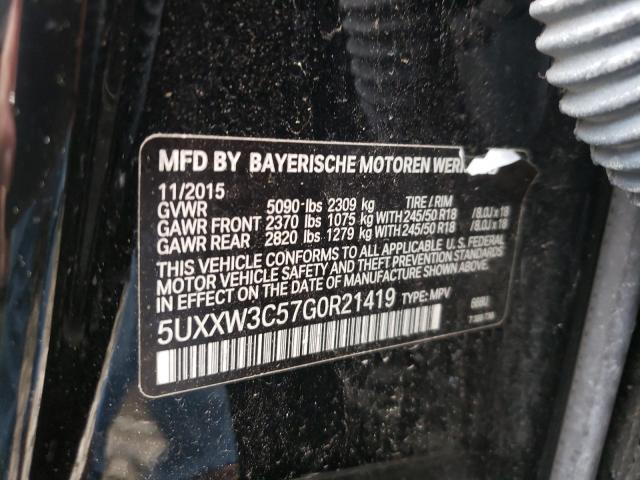 MFD BY BAYERISCHE MOTOREN WER
11/2015
GVWR 5090 lbs 2309 kg TIRE / RIM
GAWR FRONT 2370 lbs 1075 kg WITH 245/50 R18 / 8.0J x 18
GAWR REAR 2820 lbs 1279 kg WITH 245/50 R18 / 8.0J x 18
THIS VEHICLE CONFORMS TO ALL APPLICABLE U.S. FEDERAL
MOTOR VEHICLE SAFETY AND THEFT PREVENTION STANDARDS
IN EFFECT ON THE DATE OF MANUFACTURE SHOWN ABOVE.
5UXXW3C57G0R21419 TYPE: MPV